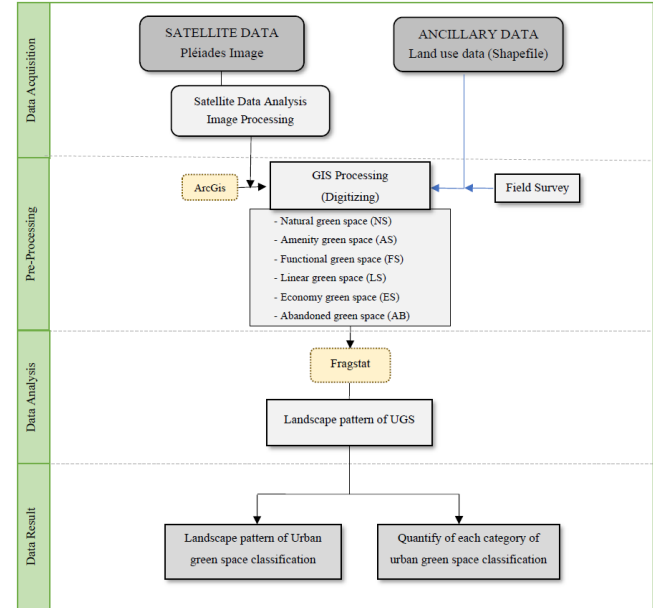 Data Acquisition
SATELLITE DATA
Pléiades Image
ANCILLARY DATA
Land use data (Shapefile)
Satellite Data Analysis
Image Processing
Pre-Processing
ArcGis
GIS Processing
(Digitizing)
Field Survey
- Natural green space (NS)
- Amenity green space (AS)
- Functional green space (FS)
- Linear green space (LS)
- Economy green space (ES)
- Abandoned green space (AB)
Data Analysis
Fragstat
Landscape pattern of UGS
Data Result
Landscape pattern of Urban
green space classification
Quantify of each category of
urban green space classification